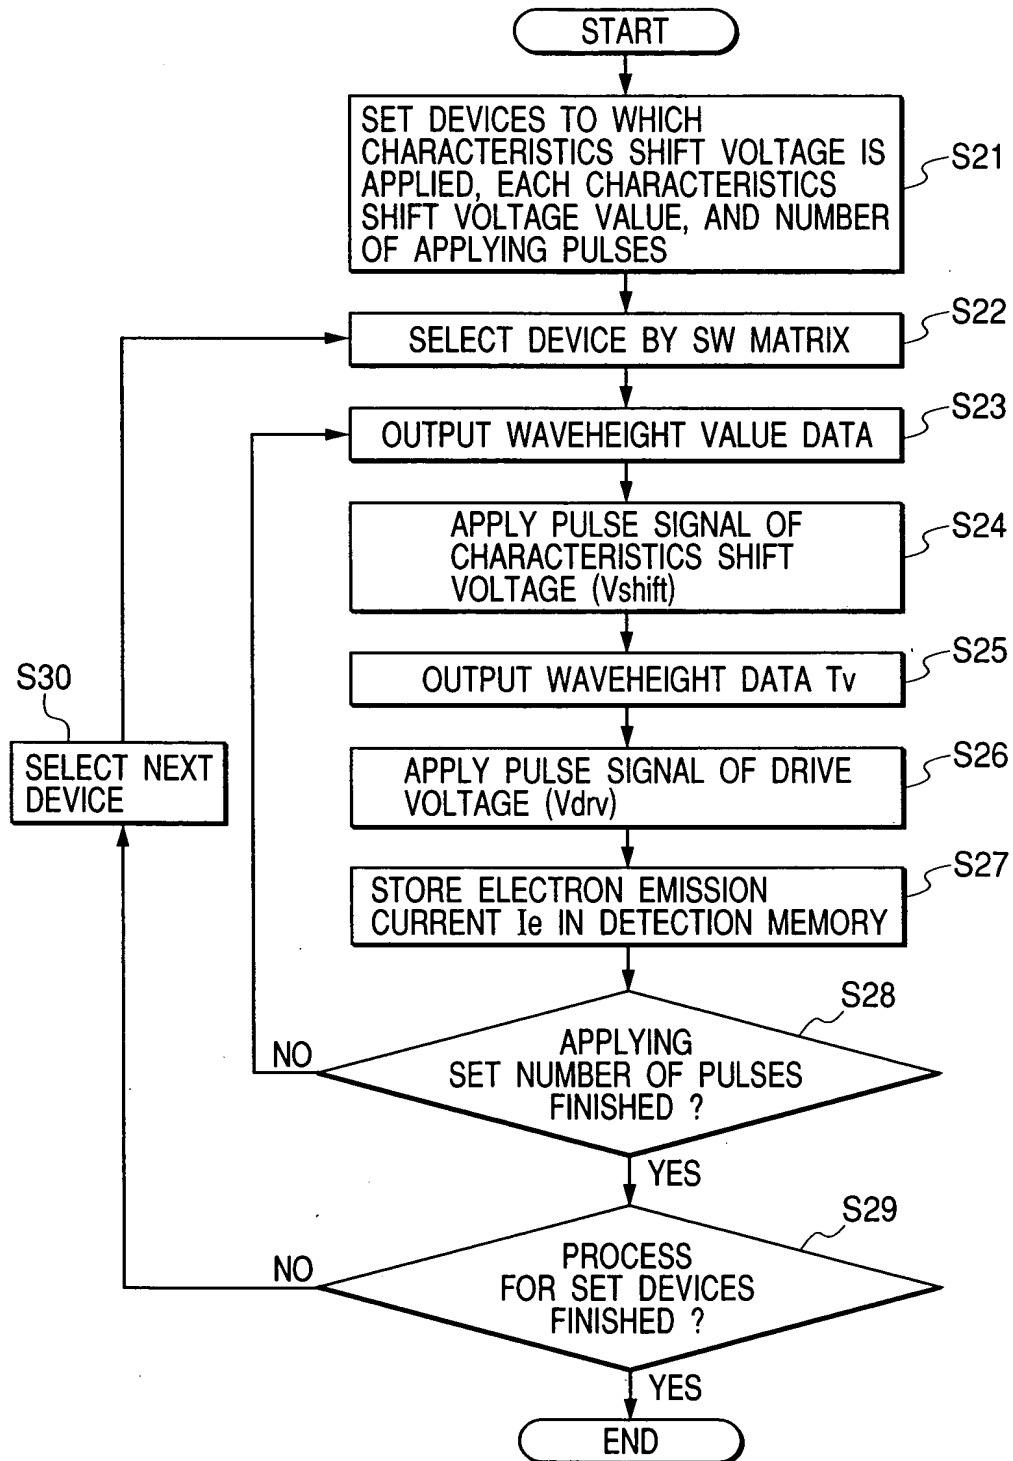 START
SET DEVICES TO WHICH
CHARACTERISTICS SHIFT VOLTAGE IS
APPLIED, EACH CHARACTERISTICS
SHIFT VOLTAGE VALUE, AND NUMBER
OF APPLYING PULSES
S21
SELECT DEVICE BY SW MATRIX
S22
OUTPUT WAVEHEIGHT VALUE DATA
S23
APPLY PULSE SIGNAL OF
CHARACTERISTICS SHIFT
VOLTAGE (Vshift)
S24
OUTPUT WAVEHEIGHT DATA Tv
S25
APPLY PULSE SIGNAL OF DRIVE
VOLTAGE (Vdrv)
S26
STORE ELECTRON EMISSION
CURRENT Ie IN DETECTION MEMORY
S27
APPLYING
SET NUMBER OF PULSES
FINISHED ?
S28
NO
YES
PROCESS
FOR SET DEVICES
FINISHED ?
S29
NO
YES
S30
SELECT NEXT
DEVICE
END